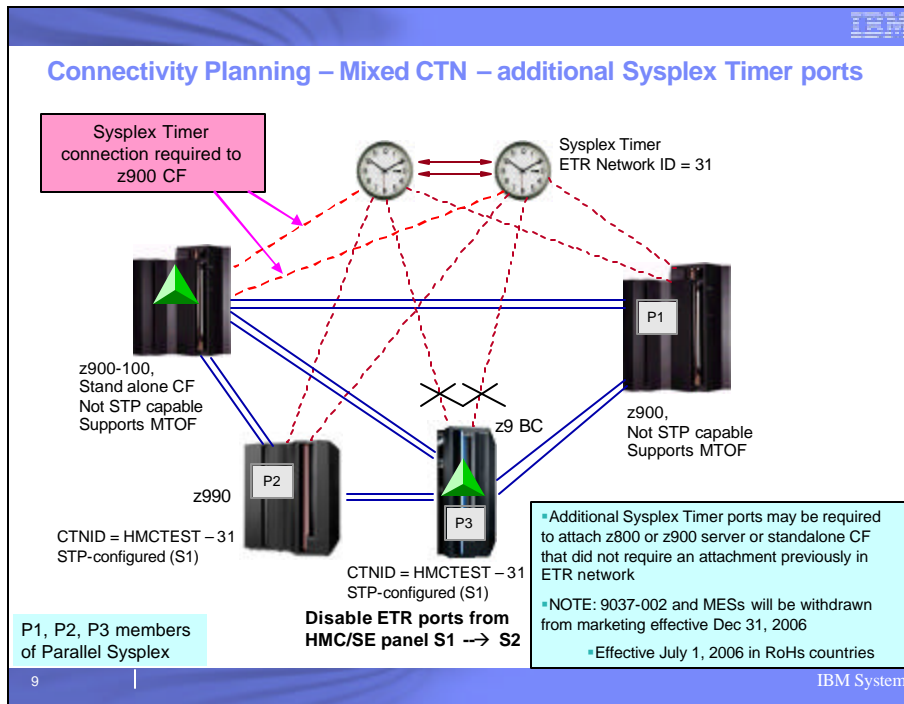 IBM
Connectivity Planning – Mixed CTN – additional Sysplex Timer ports
Sysplex Timer
connection required to
z900 CF
Sysplex Timer
ETR Network ID = 31
P1
z900-100,
Stand alone CF
Not STP capable
Supports MTOF
z900,
Not STP capable
Supports MTOF
z9 BC
P2
z990
P3
CTNID = HMCTEST – 31
STP-configured (S1)
CTNID = HMCTEST – 31
STP-configured (S1)
Disable ETR ports from
HMC/SE panel S1 --→ S2
▪Additional Sysplex Timer ports may be required
to attach z800 or z900 server or standalone CF
that did not require an attachment previously in
ETR network
▪NOTE: 9037-002 and MESs will be withdrawn
from marketing effective Dec 31, 2006
▪Effective July 1, 2006 in RoHs countries
P1, P2, P3 members
of Parallel Sysplex
9
IBM System